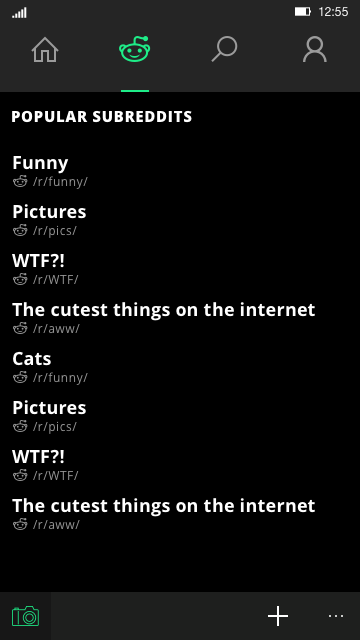 12:55
POPULAR SUBREDDITS
Funny
/r/funny/
Pictures
/r/pics/
WTF?!
/r/WTF/
The cutest things on the internet
/r/aww/
Cats
/r/funny/
Pictures
/r/pics/
WTF?!
/r/WTF/
The cutest things on the internet
/r/aww/